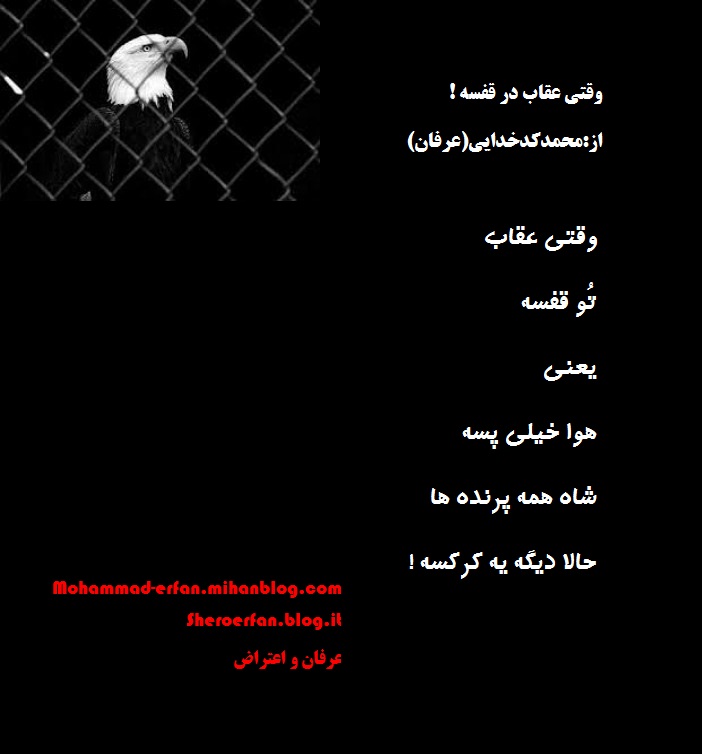 وقتی عقاب در قفسه !
از:محمدکدخدایی(عرفان)
وقتی عقاب
تُو قفسه
یعنی
هوا خیلی پسه
شاه همه پرنده ها
حالا دیگه یه کرکسه !
Mohammad-erfan.mihanblog.com
Sheroerfan.blog.it
عرفان و اعتراض